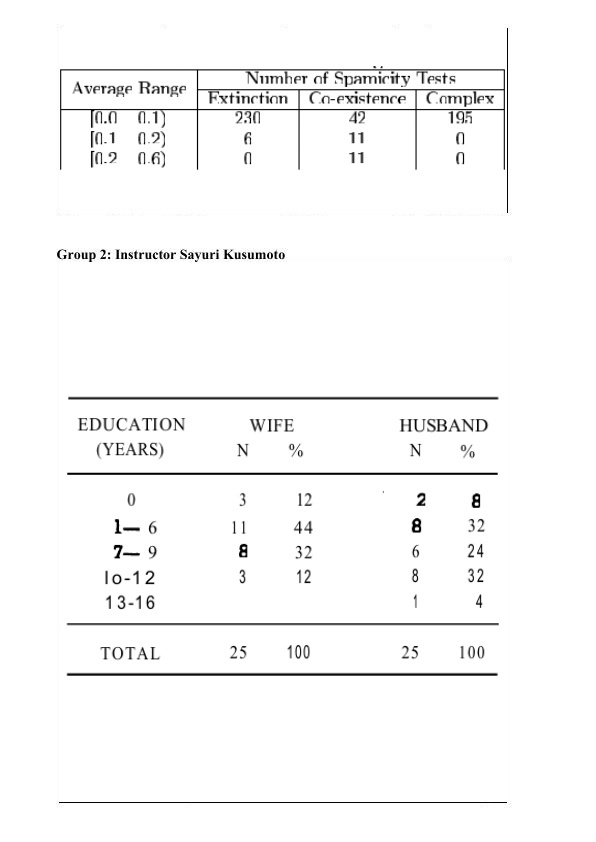 Average Range Number of Spamicity Tests
Extinction Co-existence Complex
[0.0 0.1) 230 42 195
[0.1 0.2) 6 11 0
[0.2 0.6) 0 11 0
Group 2: Instructor Sayuri Kusumoto
EDUCATION WIFE HUSBAND
(YEARS) N % N %
0 3 12 2 8
1— 6 11 44 8 32
7— 9 8 32 6 24
lo-12 3 12 8 32
13-16 1 4
TOTAL 25 100 25 100